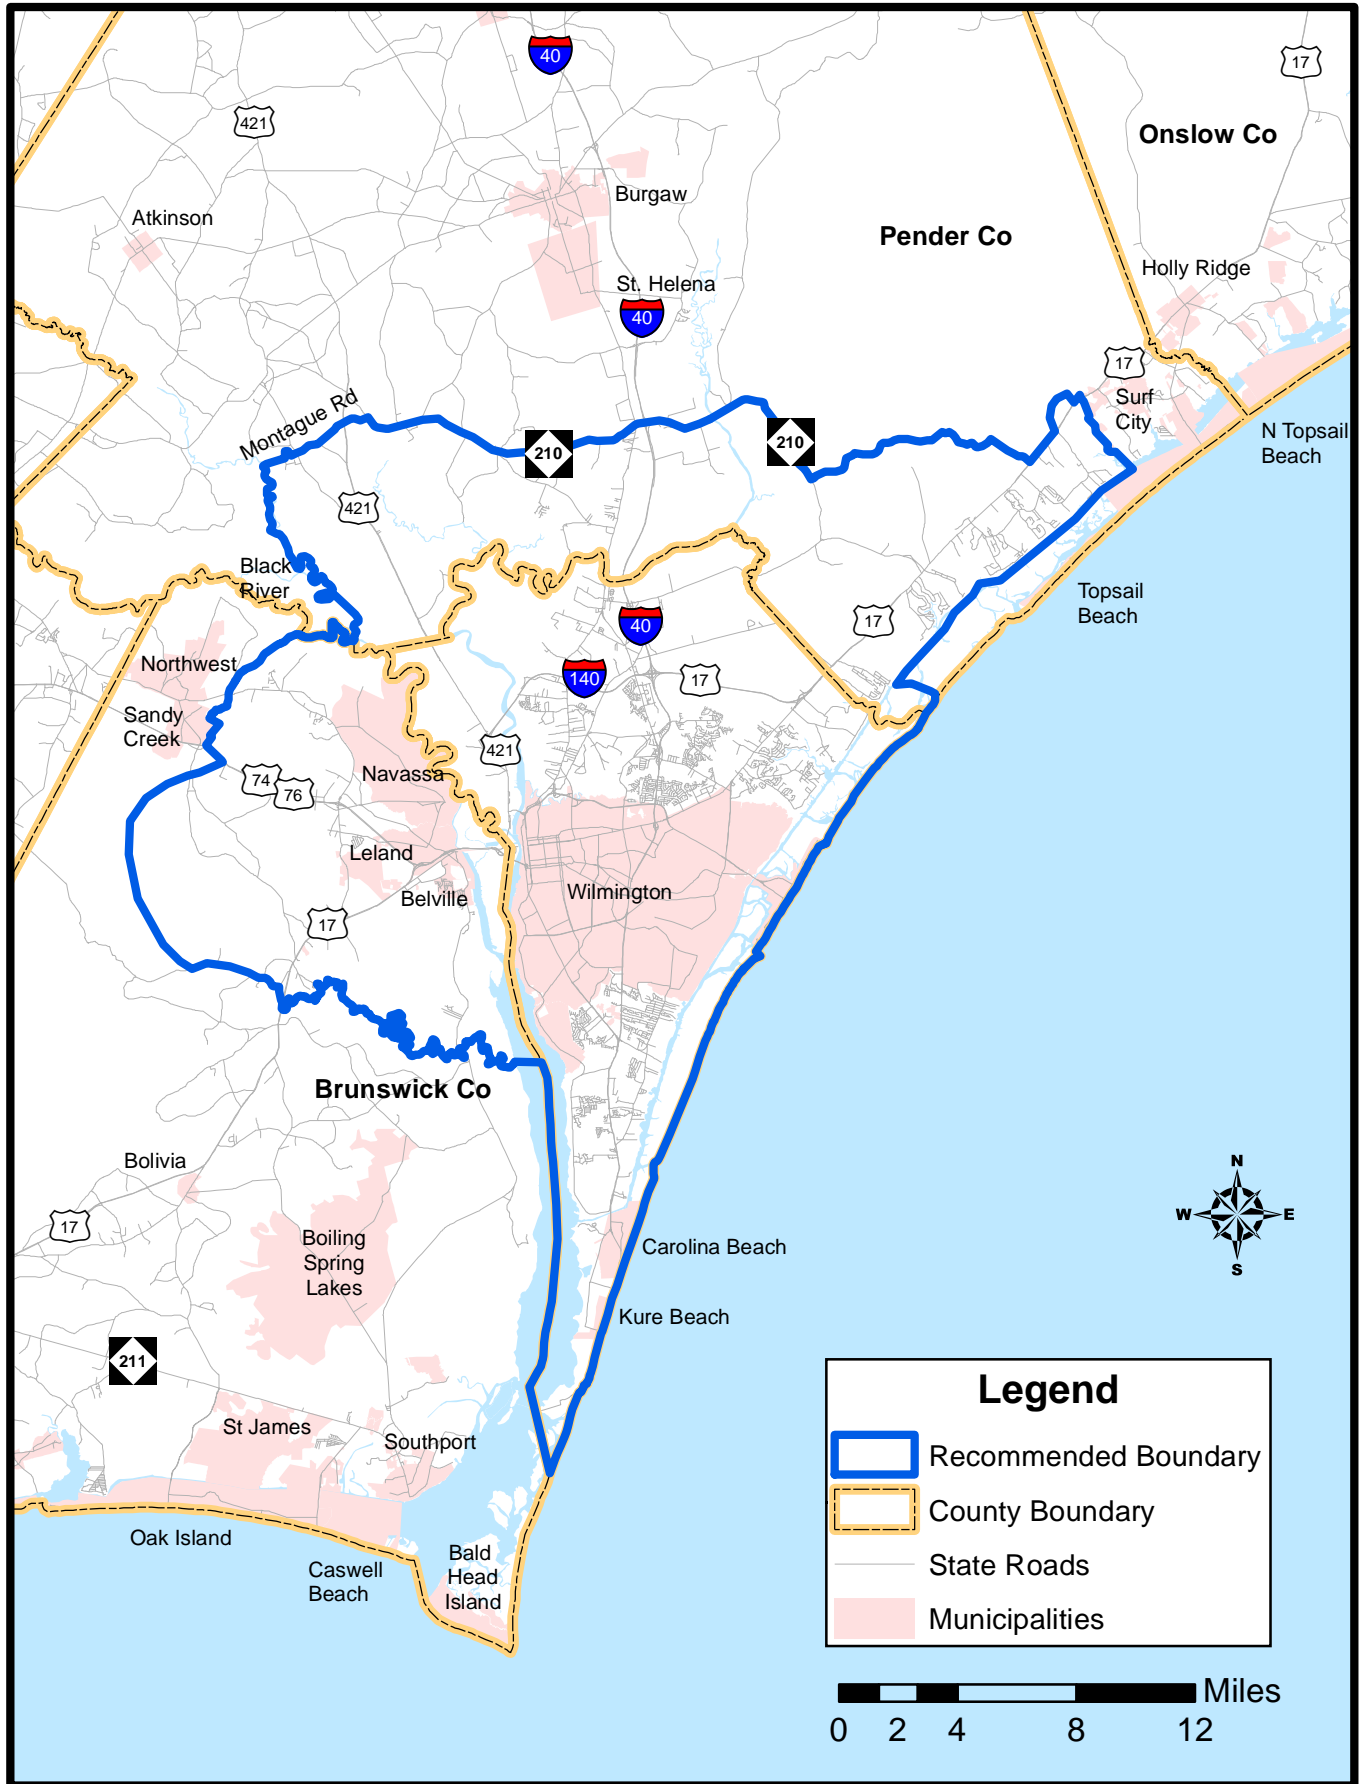 40
17
421
Onslow Co
Burgaw
Atkinson
Pender Co
Holly Ridge
St. Helena
40
17
Surf
City
Montague Rd
N Topsail
Beach
210
210
421
Black
River
Topsail
Beach
40
17
Northwest
140
17
Sandy
Creek
421
Navassa
74
76
Leland
Belville
Wilmington
17
Brunswick Co
Bolivia
17
Boiling
Spring
Lakes
N
W
E
S
Carolina Beach
Kure Beach
211
St James
Southport
Oak Island
Caswell
Beach
Bald
Head
Island
Legend
Recommended Boundary
County Boundary
State Roads
Municipalities
Miles
0 2 4 8 12